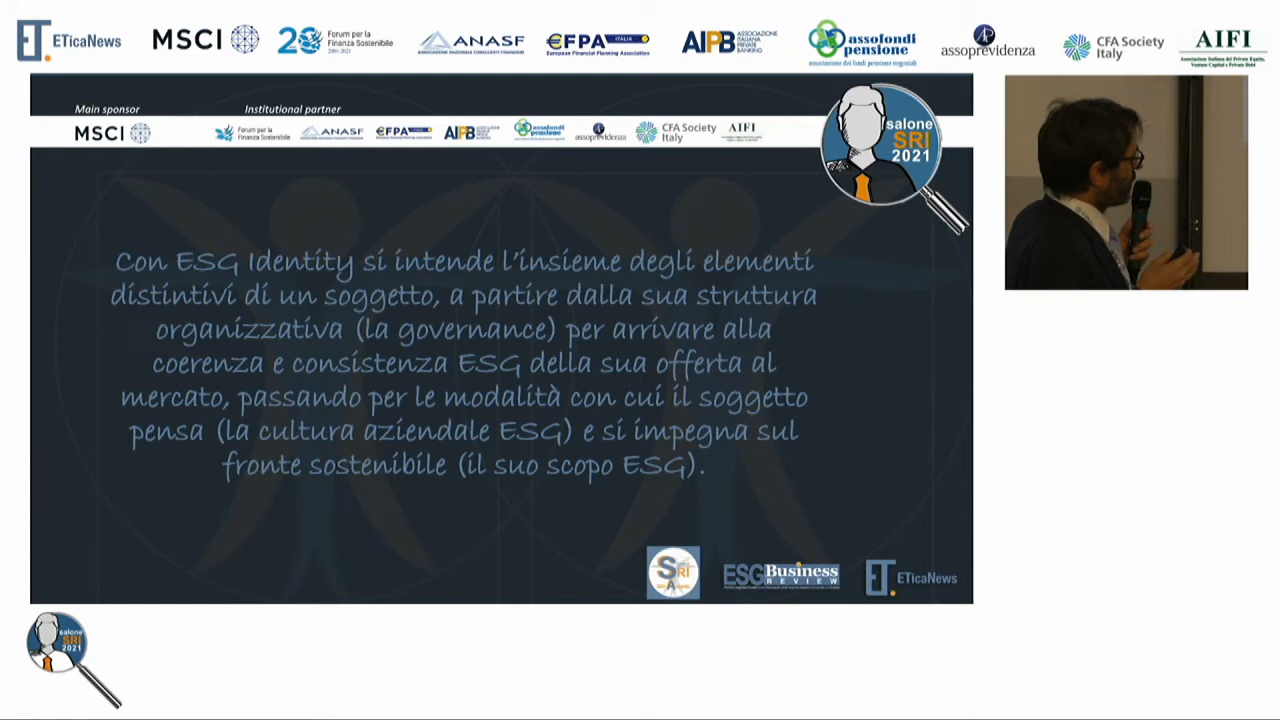 ET. ETicaNews
MSCI
20 Forum per la Finanza Sostenibile 2001-2021
ANASF
ASSOCIAZIONE NAZIONALE CONSULENTI FINANZIARI
€FPA ITALIA
European Financial Planning Association
AIPB ASSOCIAZIONE ITALIANA PRIVATE BANKING
assofondipensione
associazione dei fondi pensione negoziali
AP
assoprevidenza
CFA Society Italy
AIFI
Associazione Italiana del Private Equity, Venture Capital e Private Debt
Main sponsor
Institutional partner
MSCI
Forum per la Finanza Sostenibile
ANASF
€FPA
AIPB
assofondi pensione
assoprevidenza
CFA Society Italy
AIFI
salone
SRI
2021
Con ESG Identity si intende l'insieme degli elementi
distintivi di un soggetto, a partire dalla sua struttura
organizzativa (la governance) per arrivare alla
coerenza e consistenza ESG della sua offerta al
mercato, passando per le modalità con cui il soggetto
pensa (la cultura aziendale ESG) e si impegna sul
fronte sostenibile (il suo scopo ESG).
S SRI A
ESG Business REVIEW
ET. ETicaNews
salone
SRI
2021